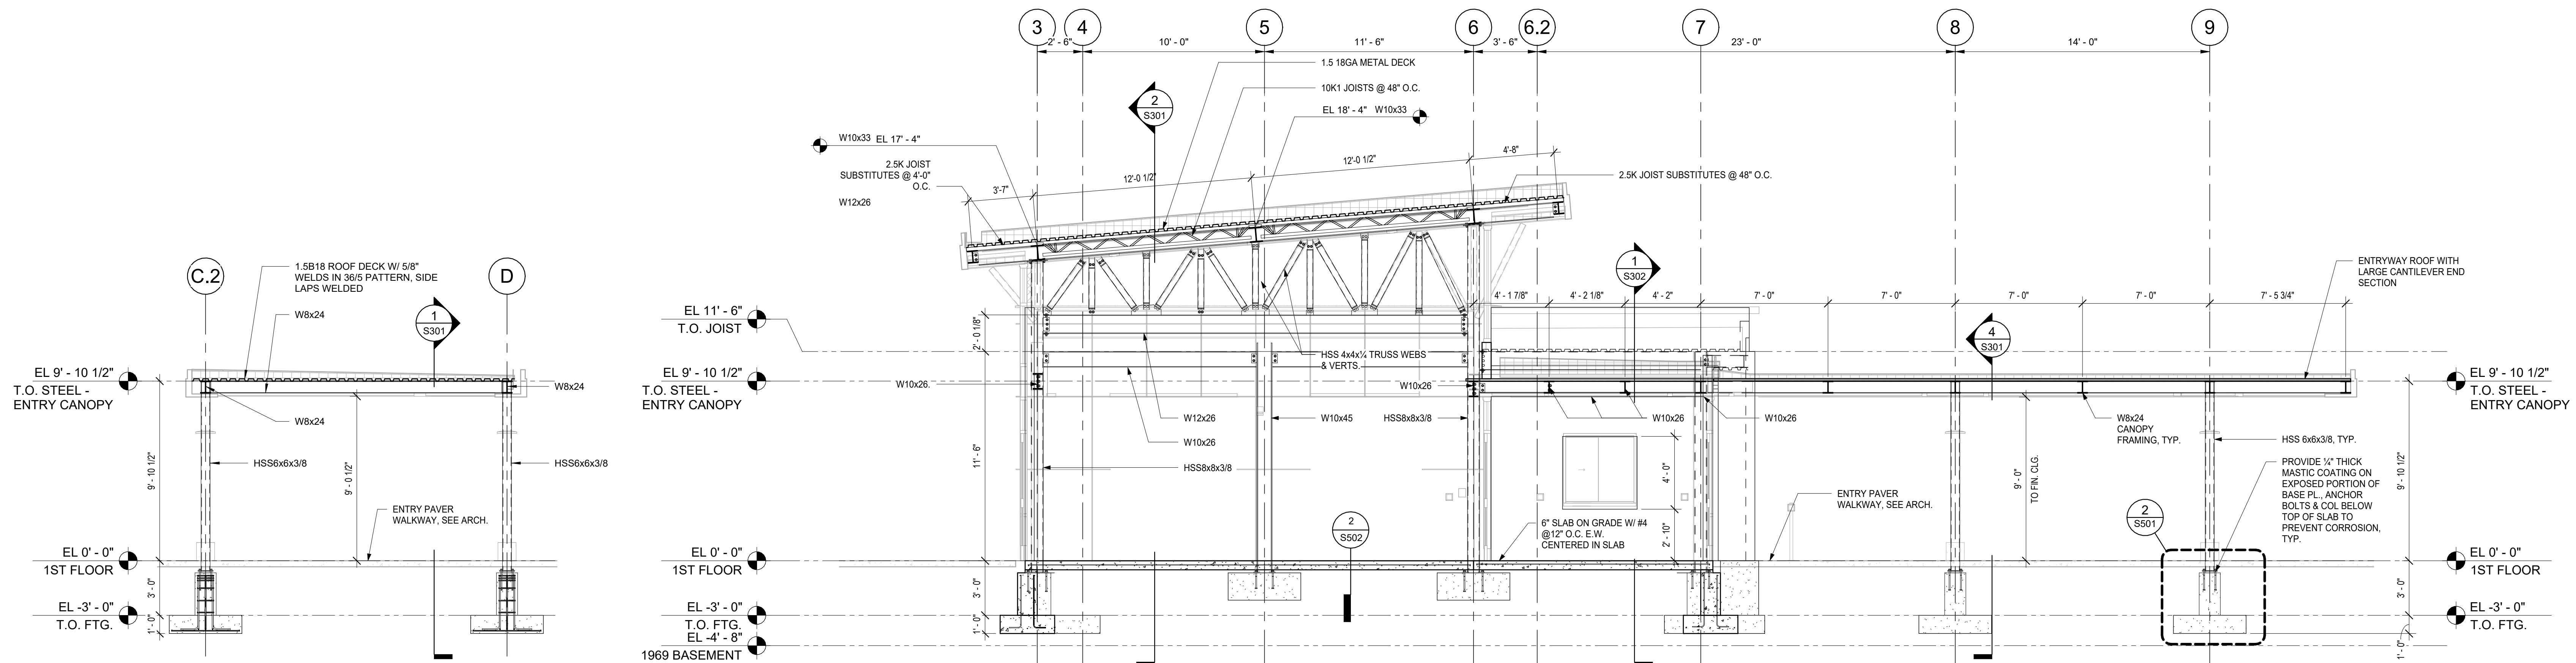 3
4
5
6
6.2
7
8
9
2' - 6"
10' - 0"
11' - 6"
3' - 6"
23' - 0"
14' - 0"
1.5 18GA METAL DECK
10K1 JOISTS @ 48" O.C.
EL 18' - 4" W10x33
2
S301
W10x33 EL 17' - 4"
2.5K JOIST
SUBSTITUTES @ 4'-0"
O.C.
W12x26
3'-7"
12'-0 1/2"
12'-0 1/2"
4'-8"
2.5K JOIST SUBSTITUTES @ 48" O.C.
C.2
D
1.5B18 ROOF DECK W/ 5/8"
WELDS IN 36/5 PATTERN, SIDE
LAPS WELDED
W8x24
1
S301
EL 9' - 10 1/2"
T.O. STEEL -
ENTRY CANOPY
W8x24
W8x24
HSS6x6x3/8
HSS6x6x3/8
9' - 10 1/2"
9' - 0 1/2"
ENTRY PAVER
WALKWAY, SEE ARCH.
EL 0' - 0"
1ST FLOOR
3' - 0"
EL -3' - 0"
T.O. FTG.
1' - 0"
EL 11' - 6"
T.O. JOIST
EL 9' - 10 1/2"
T.O. STEEL -
ENTRY CANOPY
EL 0' - 0"
1ST FLOOR
EL -3' - 0"
T.O. FTG.
EL -4' - 8"
1969 BASEMENT
2' - 0 1/8"
11' - 6"
3' - 0"
1' - 0"
HSS 4x4x¼ TRUSS WEBS
& VERTS.
W10x26
W10x26
W12x26
W10x26
W10x45
HSS8x8x3/8
HSS8x8x3/8
2
S502
1
S302
4' - 1 7/8"
4' - 2 1/8"
4' - 2"
7' - 0"
7' - 0"
7' - 0"
7' - 0"
7' - 5 3/4"
4
S301
ENTRYWAY ROOF WITH
LARGE CANTILEVER END
SECTION
W10x26
W10x26
4' - 0"
2' - 10"
6" SLAB ON GRADE W/ #4
@12" O.C. E.W.
CENTERED IN SLAB
ENTRY PAVER
WALKWAY, SEE ARCH.
9' - 0"
TO FIN. CLG.
W8x24
CANOPY
FRAMING, TYP.
HSS 6x6x3/8, TYP.
PROVIDE ¼" THICK
MASTIC COATING ON
EXPOSED PORTION OF
BASE PL., ANCHOR
BOLTS & COL BELOW
TOP OF SLAB TO
PREVENT CORROSION,
TYP.
2
S501
9' - 10 1/2"
3' - 0"
1' - 0"
EL 9' - 10 1/2"
T.O. STEEL -
ENTRY CANOPY
EL 0' - 0"
1ST FLOOR
EL -3' - 0"
T.O. FTG.